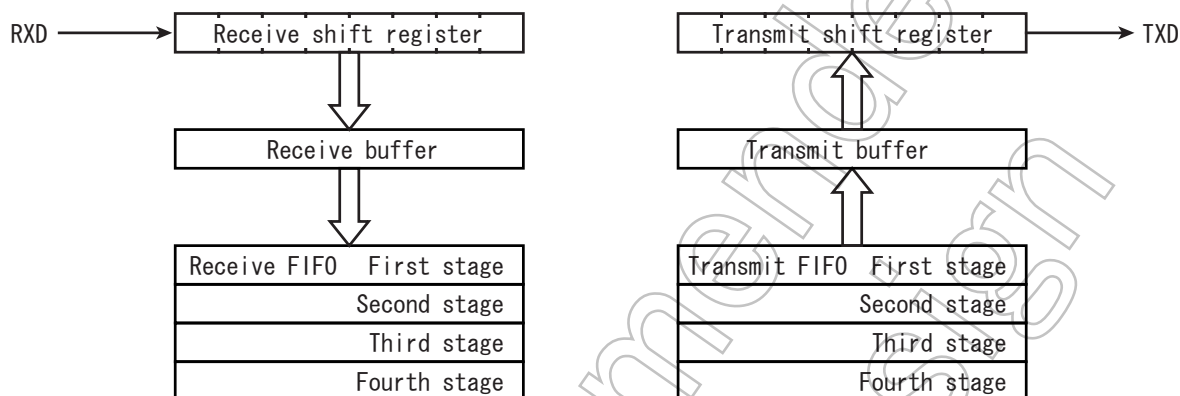 RXD
Receive shift register
Receive buffer
Receive FIFO First stage
Second stage
Third stage
Fourth stage
Transmit shift register
TXD
Transmit buffer
Transmit FIFO First stage
Second stage
Third stage
Fourth stage